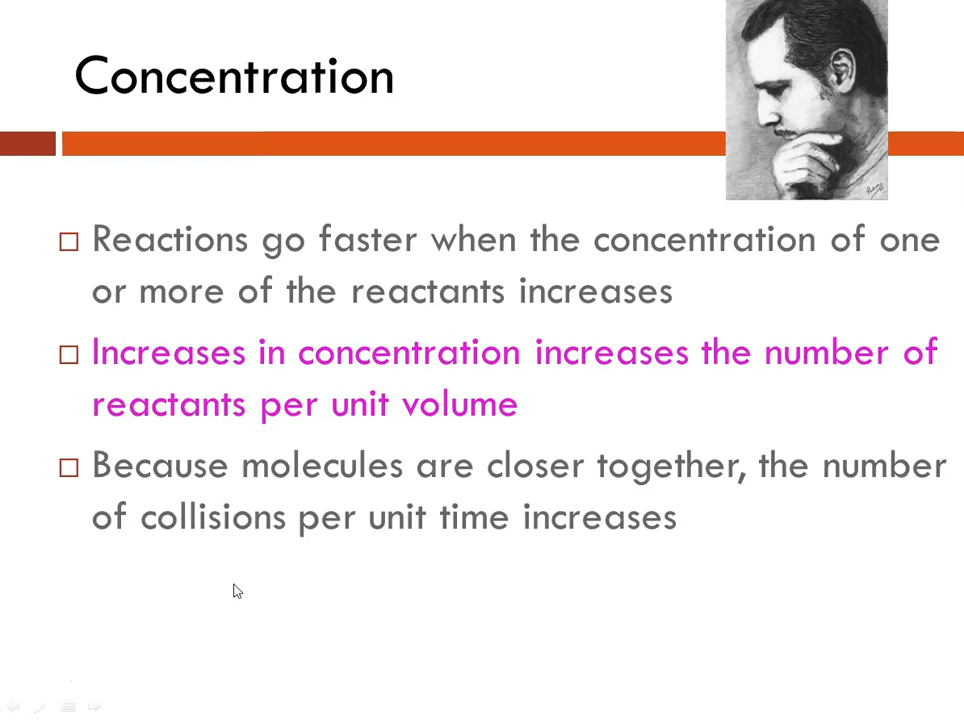 Concentration
Reactions go faster when the concentration of one
or more of the reactants increases
Increases in concentration increases the number of
reactants per unit volume
Because molecules are closer together, the number
of collisions per unit time increases